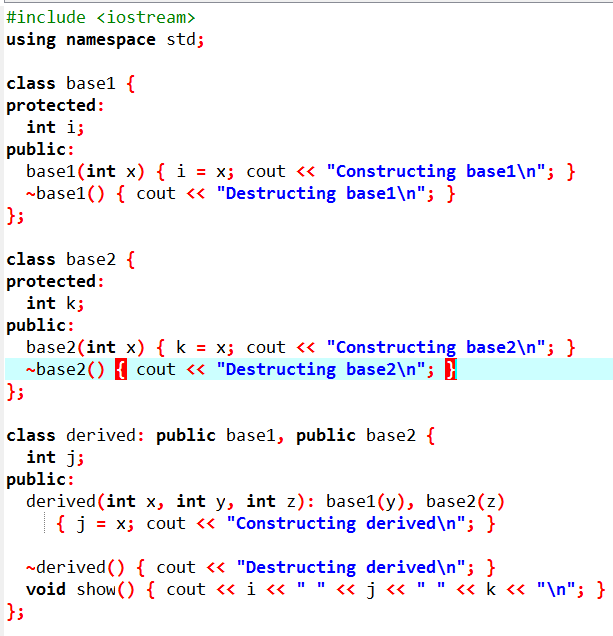 #include <iostream>
using namespace std;

class base1 {
protected:
  int i;
public:
  base1(int x) { i = x; cout << "Constructing base1\n"; }
  ~base1() { cout << "Destructing base1\n"; }
};

class base2 {
protected:
  int k;
public:
  base2(int x) { k = x; cout << "Constructing base2\n"; }
  ~base2() { cout << "Destructing base2\n"; }
};

class derived: public base1, public base2 {
  int j;
public:
  derived(int x, int y, int z): base1(y), base2(z)
     { j = x; cout << "Constructing derived\n"; }

  ~derived() { cout << "Destructing derived\n"; }
  void show() { cout << i << " " << j << " " << k << "\n"; }
};